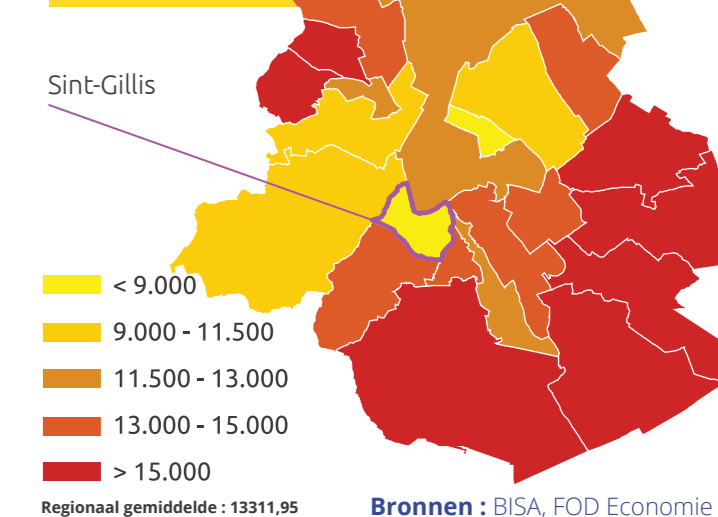 Sint-Gillis
< 9.000
9.000 - 11.500
11.500 - 13.000
13.000 - 15.000
> 15.000
Regionaal gemiddelde : 13311,95
Bronnen : BISA, FOD Economie